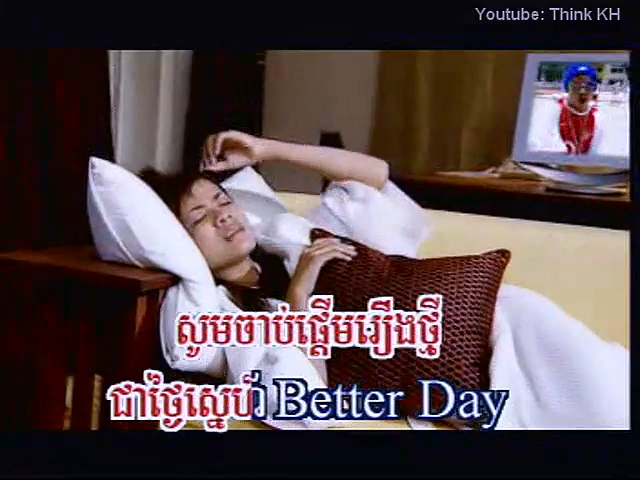 Youtube: Think KH
សូមចាប់ផ្ដើមរឿងថ្មី
ជាថ្ងៃស្នេហ៍ Better Day